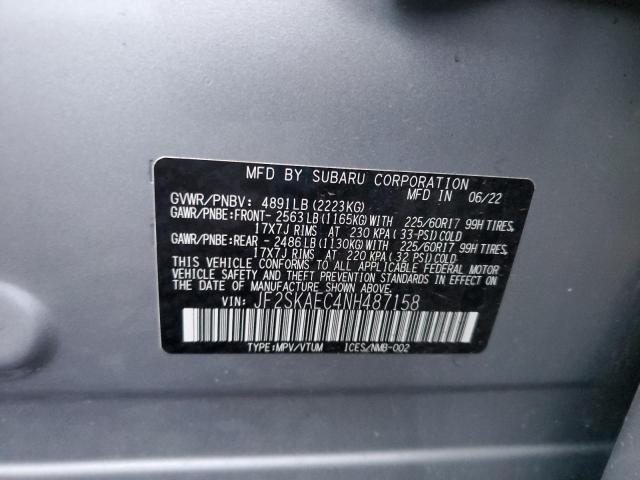 MFD BY SUBARU CORPORATION
GVWR/PNBV: 4891LB(2223KG) MFD IN 06/22
GAWR/PNBE:FRONT- 2563LB(1165KG)WITH 225/60R17 99H TIRES,
17X7J RIMS AT 230 KPA(33-PSI)COLD
GAWR/PNBE:REAR - 2486LB(1130KG)WITH 225/60R17 99H TIRES,
17X7J RIMS AT 220 KPA(32 PSI)COLD
THIS VEHICLE CONFORMS TO ALL APPLICABLE FEDERAL MOTOR
VEHICLE SAFETY AND THEFT PREVENTION STANDARDS IN EFFECT ON
THE DATE OF MANUFACTURE SHOWN ABOVE.
VIN: JF2SKAEC4NH487158
TYPE:MPV/VTUM ICES/NMB-002